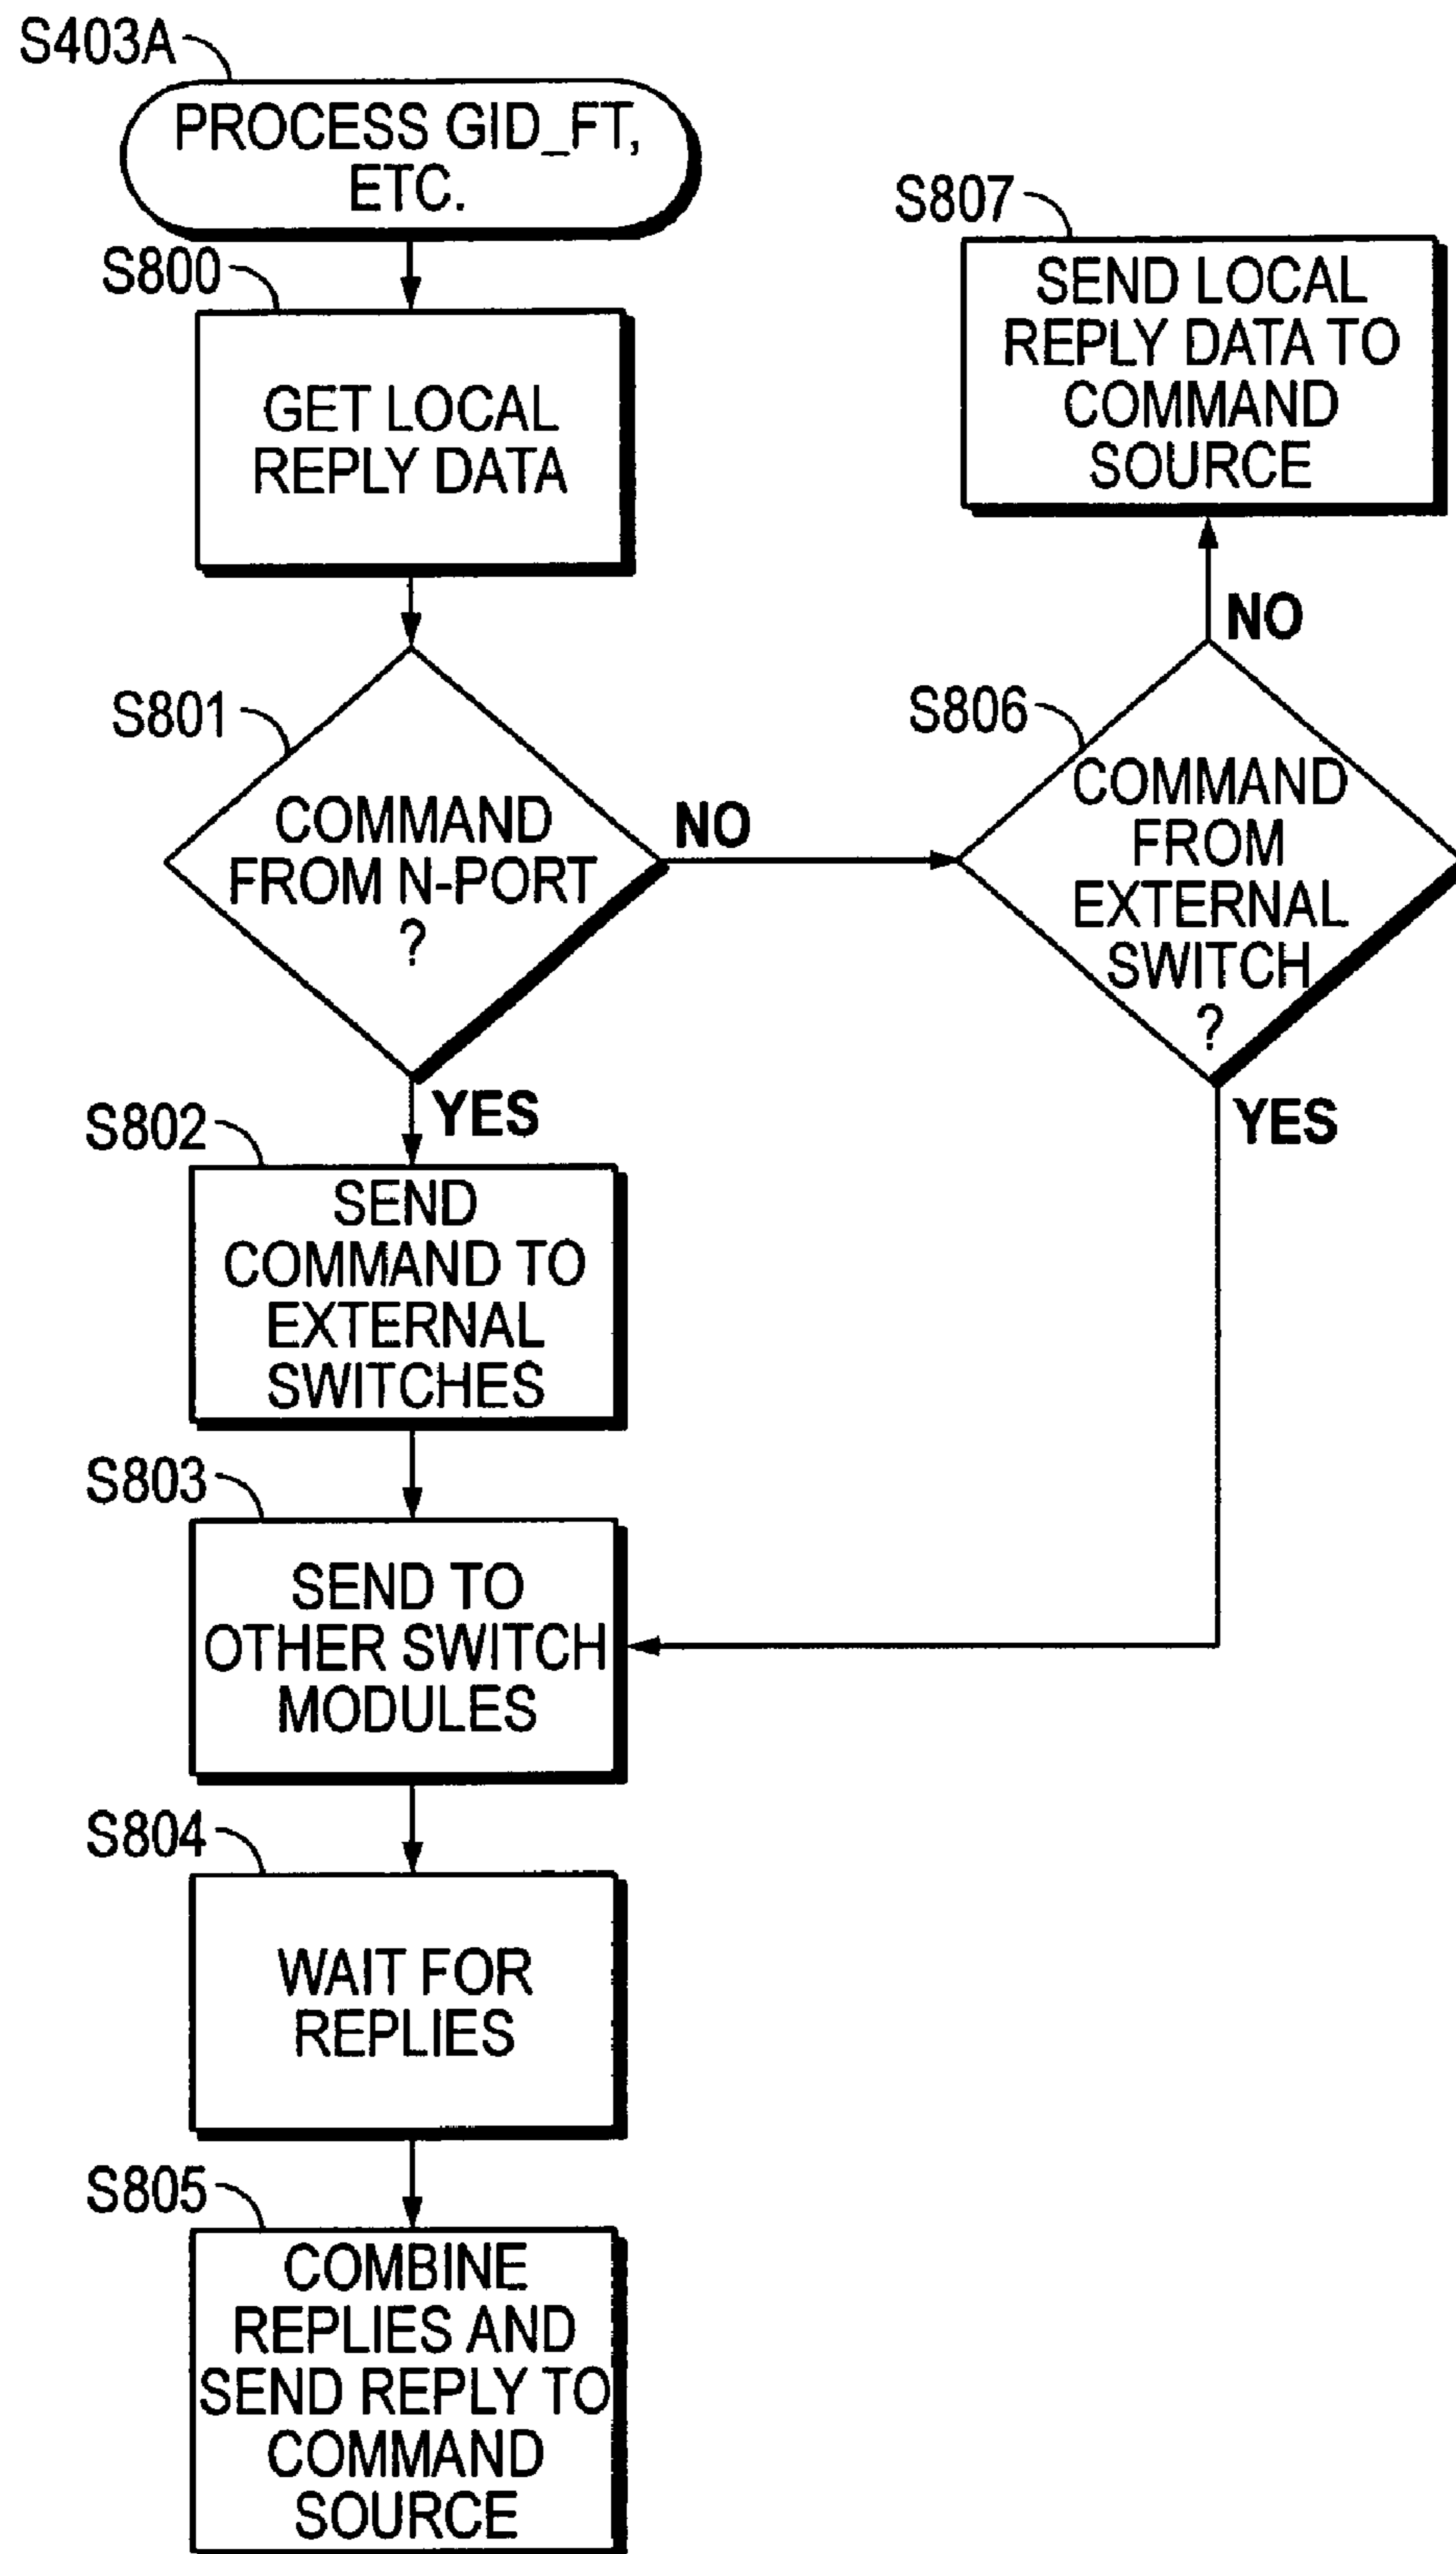 S403A
PROCESS GID_FT,
ETC.
S800
GET LOCAL
REPLY DATA
S801
COMMAND
FROM N-PORT
?
NO
YES
S802
SEND
COMMAND TO
EXTERNAL
SWITCHES
S803
SEND TO
OTHER SWITCH
MODULES
S804
WAIT FOR
REPLIES
S805
COMBINE
REPLIES AND
SEND REPLY TO
COMMAND
SOURCE
S807
SEND LOCAL
REPLY DATA TO
COMMAND
SOURCE
NO
S806
COMMAND
FROM
EXTERNAL
SWITCH
?
YES